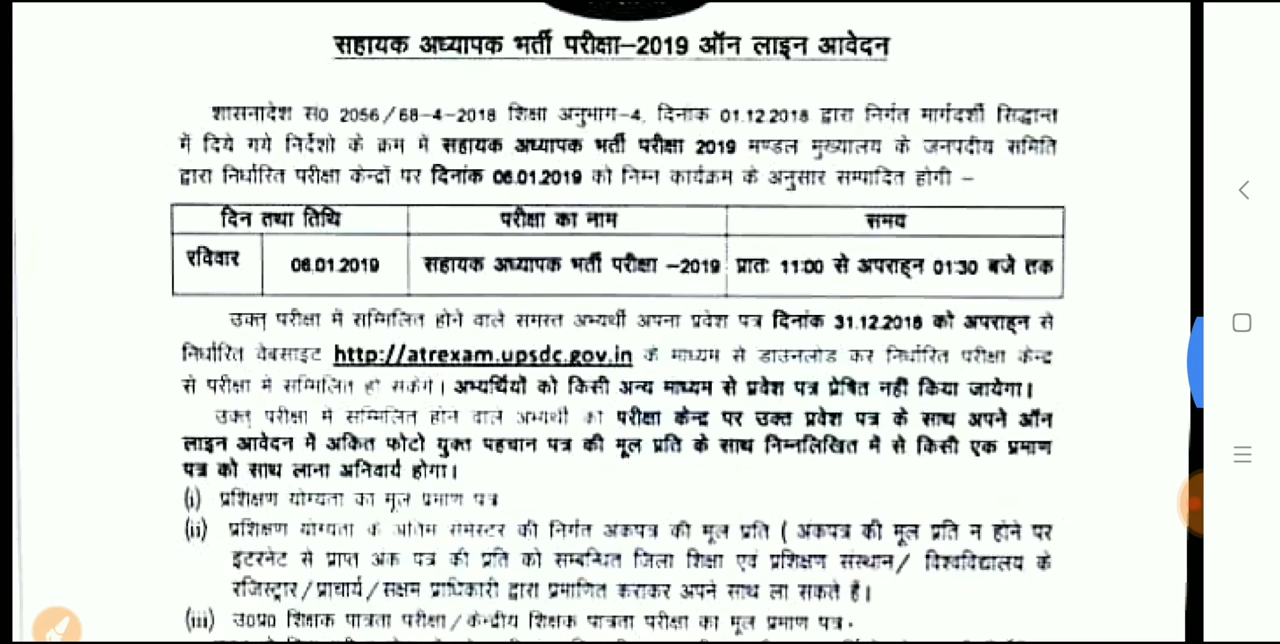 सहायक अध्यापक भर्ती परीक्षा–2019 ऑन लाइन आवेदन
शासनादेश सं0 2056/68-4-2018 शिक्षा अनुभाग-4, दिनांक 01.12.2018 द्वारा निर्गत मार्गदर्शी सिद्धान्त
में दिये गये निर्देशो के क्रम में सहायक अध्यापक भर्ती परीक्षा 2019 मण्डल मुख्यालय के जनपदीय समिति
द्वारा निर्धारित परीक्षा केन्द्रों पर दिनांक 06.01.2019 को निम्न कार्यक्रम के अनुसार सम्पादित होगी –
दिन तथा तिथि परीक्षा का नाम समय
रविवार 06.01.2019 सहायक अध्यापक भर्ती परीक्षा –2019 प्रातः 11:00 से अपराह्न 01:30 बजे तक
उक्त परीक्षा में सम्मिलित होने वाले समस्त अभ्यर्थी अपना प्रवेश पत्र दिनांक 31.12.2018 को अपराह्न से
निर्धारित वेबसाइट http://atrexam.upsdc.gov.in के माध्यम से डाउनलोड कर निर्धारित परीक्षा केन्द्र
से परीक्षा में सम्मिलित हो सकेंगे। अभ्यर्थियों को किसी अन्य माध्यम से प्रवेश पत्र प्रेषित नहीं किया जायेगा।
उक्त परीक्षा में सम्मिलित होने वाले अभ्यर्थी को परीक्षा केन्द्र पर उक्त प्रवेश पत्र के साथ अपने ऑन
लाइन आवेदन में अंकित फोटो युक्त पहचान पत्र की मूल प्रति के साथ निम्नलिखित में से किसी एक प्रमाण
पत्र को साथ लाना अनिवार्य होगा।
(i) प्रशिक्षण योग्यता का मूल प्रमाण पत्र
(ii) प्रशिक्षण योग्यता के अंतिम सेमेस्टर की निर्गत अंकपत्र की मूल प्रति ( अंकपत्र की मूल प्रति न होने पर
इंटरनेट से प्राप्त अंक पत्र की प्रति को सम्बन्धित जिला शिक्षा एवं प्रशिक्षण संस्थान/ विश्वविद्यालय के
रजिस्ट्रार/प्राचार्य/सक्षम प्राधिकारी द्वारा प्रमाणित कराकर अपने साथ ला सकते हैं।
(iii) उ0प्र0 शिक्षक पात्रता परीक्षा/केन्द्रीय शिक्षक पात्रता परीक्षा का मूल प्रमाण पत्र.